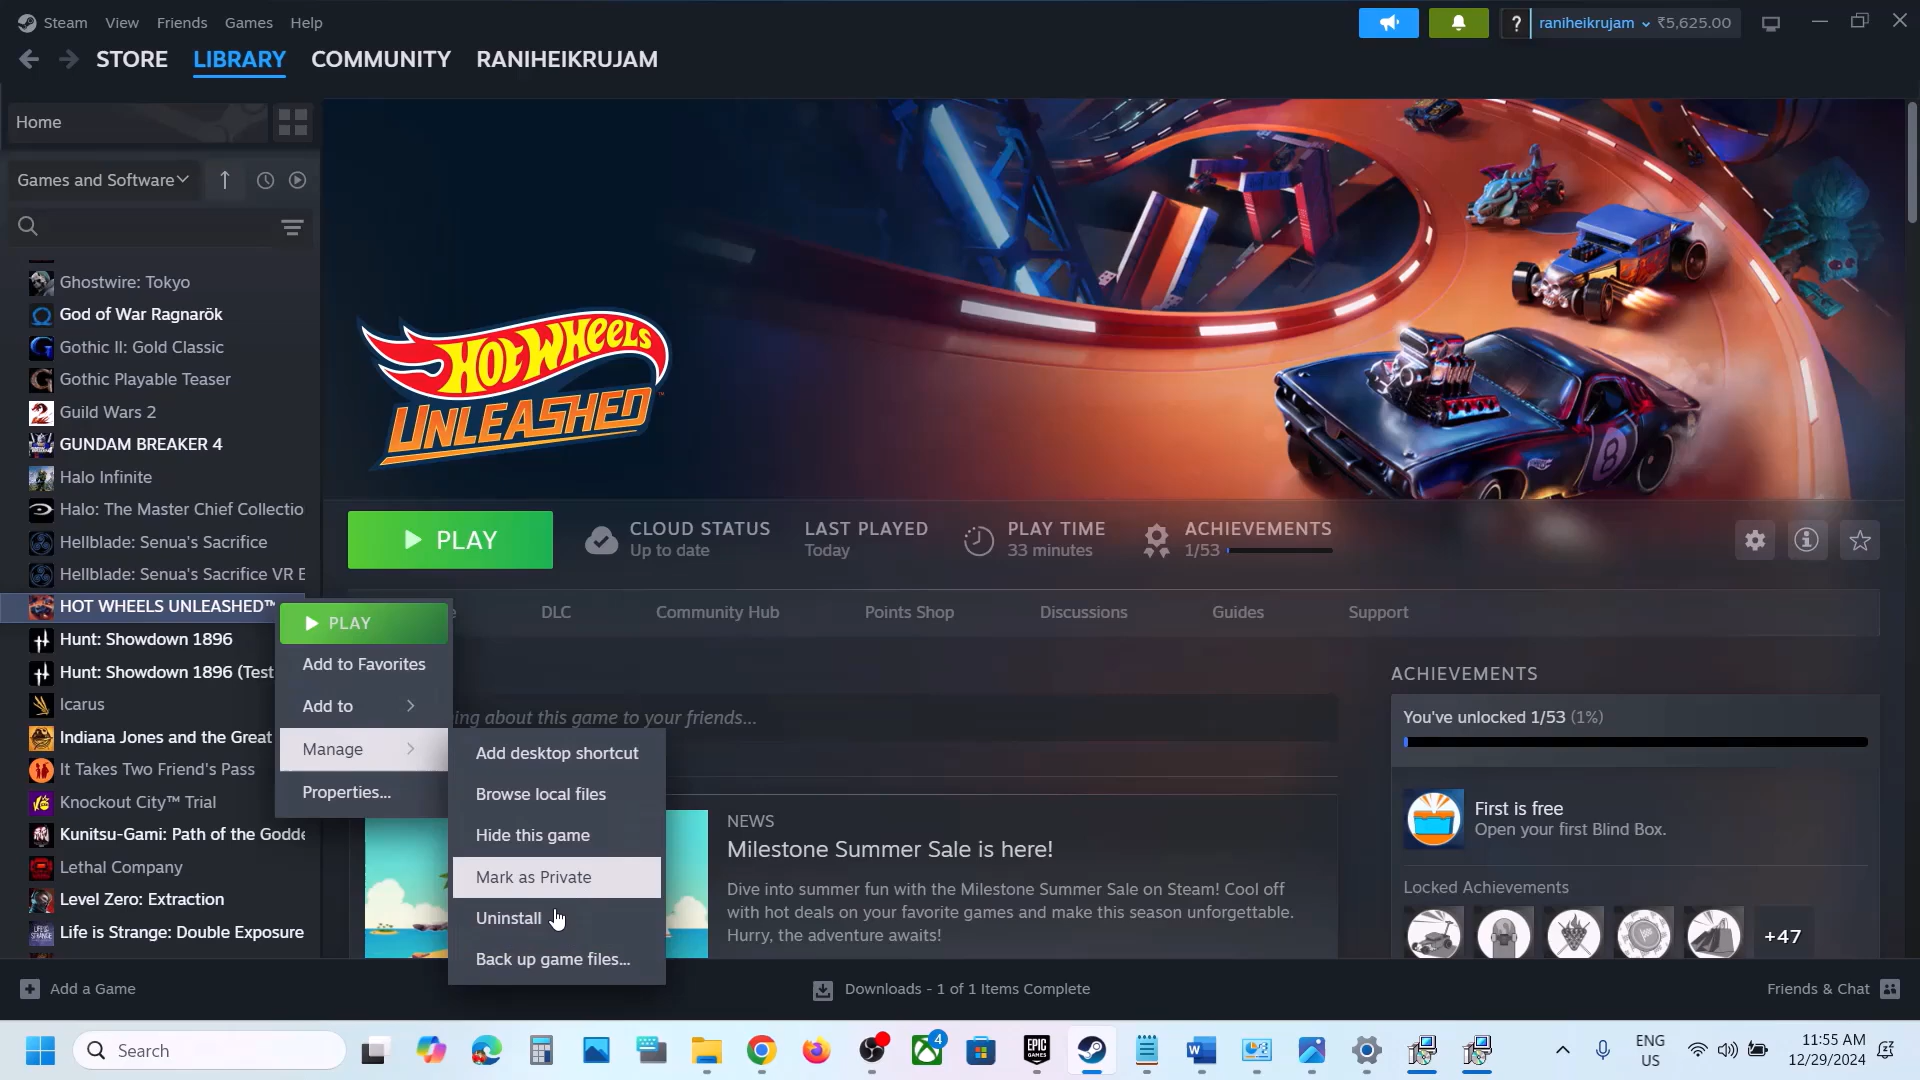 Steam View Friends Games Help
? raniheikrujam ₹5,625.00
STORE LIBRARY COMMUNITY RANIHEIKRUJAM
Home
Games and Software
Ghostwire: Tokyo
God of War Ragnarök
Gothic II: Gold Classic
Gothic Playable Teaser
Guild Wars 2
GUNDAM BREAKER 4
Halo Infinite
Halo: The Master Chief Collectio
Hellblade: Senua's Sacrifice
Hellblade: Senua's Sacrifice VR E
HOT WHEELS UNLEASHED™
Hunt: Showdown 1896
Hunt: Showdown 1896 (Test
Icarus
Indiana Jones and the Great
It Takes Two Friend's Pass
Knockout City™ Trial
Kunitsu-Gami: Path of the Godde
Lethal Company
Level Zero: Extraction
Life is Strange: Double Exposure
HOT WHEELS
UNLEASHED™
8
PLAY
CLOUD STATUS
Up to date
LAST PLAYED
Today
PLAY TIME
33 minutes
ACHIEVEMENTS
1/53
DLC Community Hub Points Shop Discussions Guides Support
PLAY
Add to Favorites
Add to
Manage
Properties...
Add desktop shortcut
Browse local files
Hide this game
Mark as Private
Uninstall
Back up game files...
ing about this game to your friends...
NEWS
Milestone Summer Sale is here!
Dive into summer fun with the Milestone Summer Sale on Steam! Cool off
with hot deals on your favorite games and make this season unforgettable.
Hurry, the adventure awaits!
ACHIEVEMENTS
You've unlocked 1/53 (1%)
First is free
Open your first Blind Box.
Locked Achievements
+47
Add a Game
Downloads - 1 of 1 Items Complete
Friends & Chat
Search
4
EPIC
GAMES
ENG
US
11:55 AM
12/29/2024